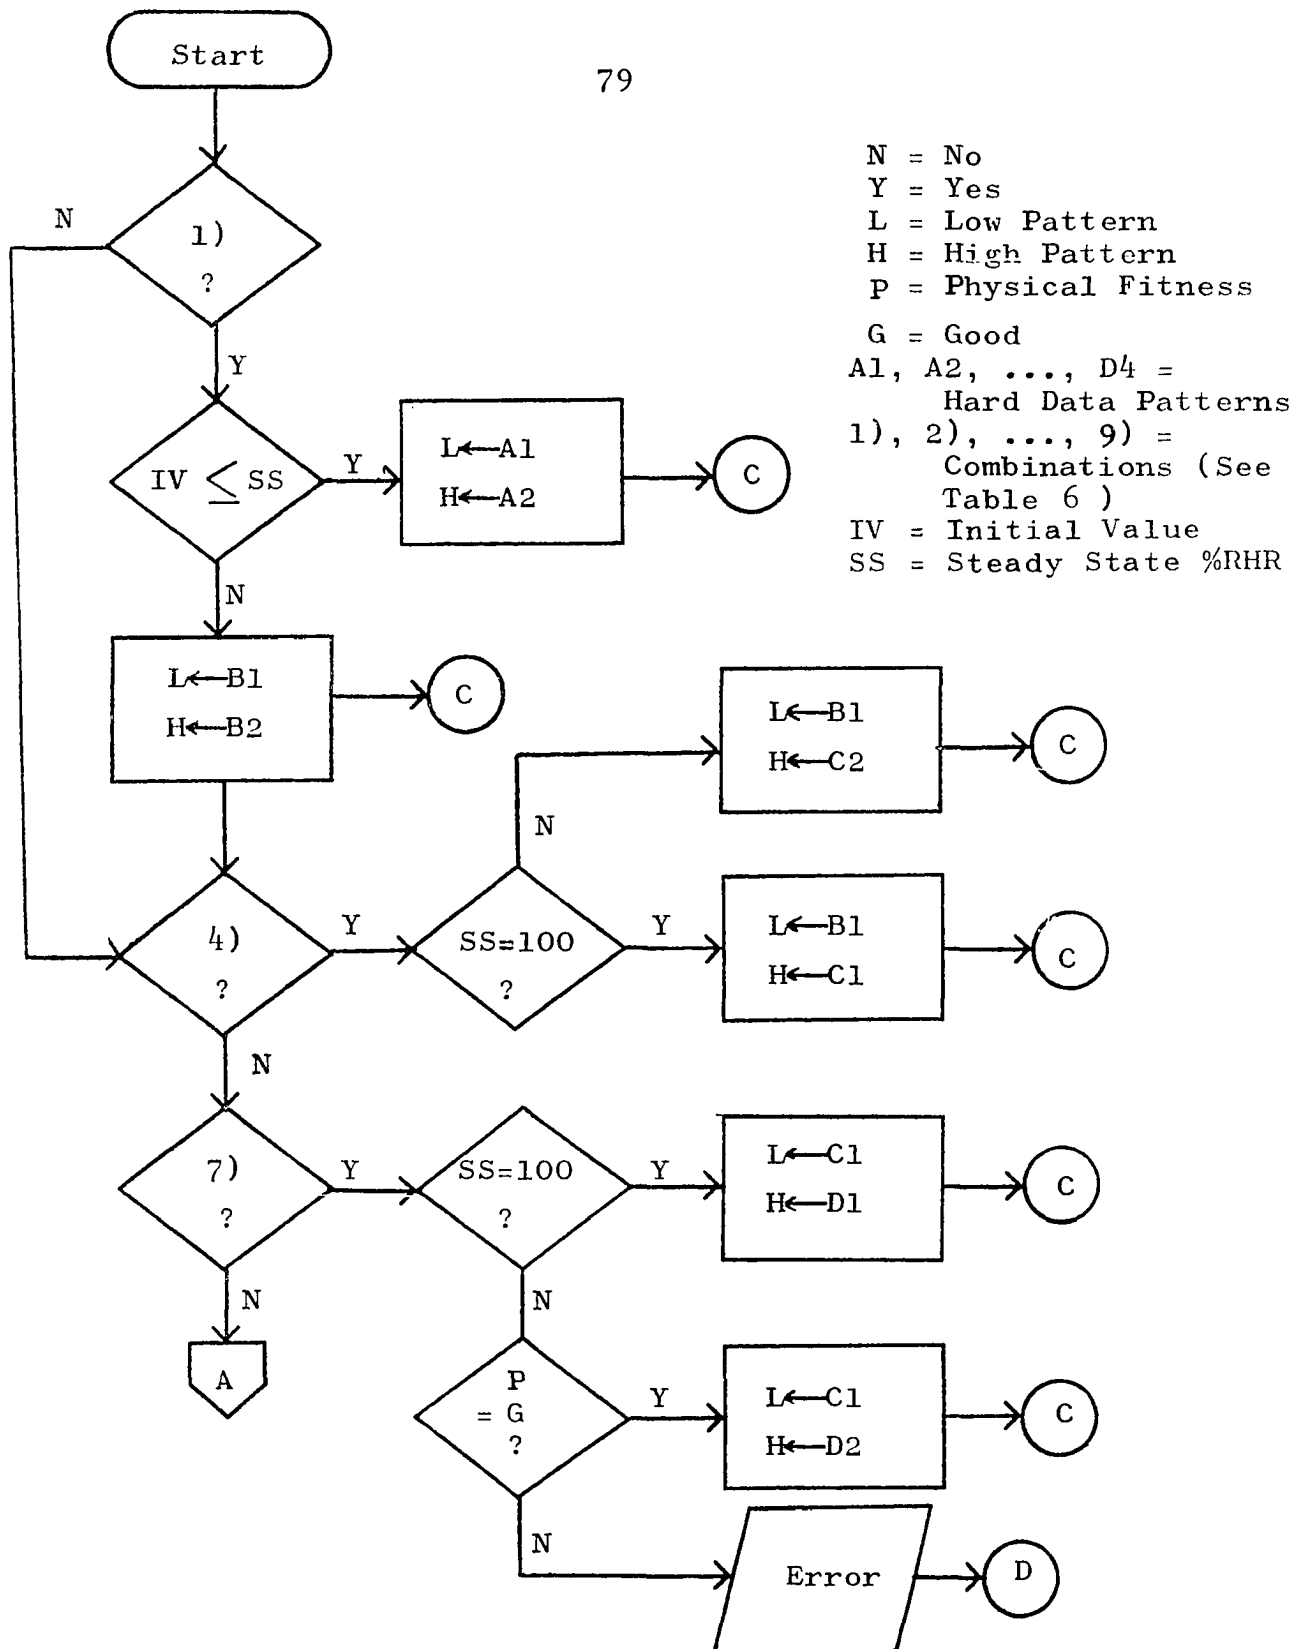 Start
79
N = No
Y = Yes
L = Low Pattern
H = High Pattern
P = Physical Fitness
G = Good
A1, A2, ..., D4 =
Hard Data Patterns
1), 2), ..., 9) =
Combinations (See
Table 6 )
IV = Initial Value
SS = Steady State %RHR
N
1)
?
Y
IV ≤ SS
Y
L←A1
H←A2
C
N
L←B1
H←B2
C
L←B1
H←C2
C
N
4)
?
Y
SS=100
?
Y
L←B1
H←C1
C
N
7)
?
Y
SS=100
?
Y
L←C1
H←D1
C
N
A
N
P
= G
?
Y
L←C1
H←D2
C
N
Error
D